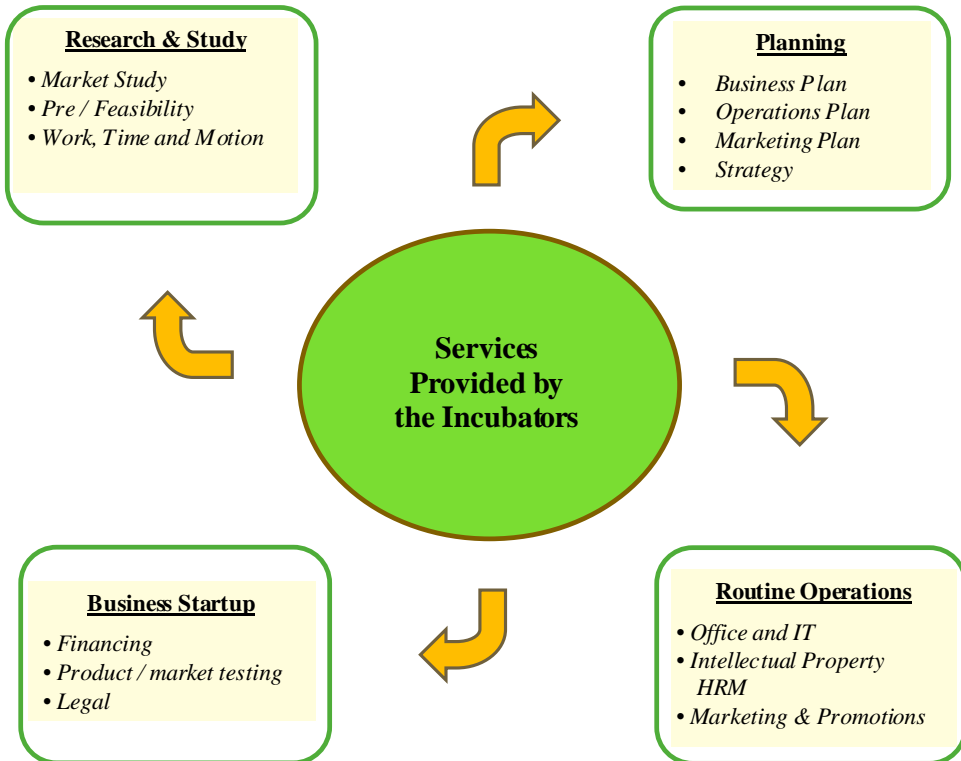 Research & Study
• Market Study
• Pre / Feasibility
• Work, Time and Motion
Planning
• Business Plan
• Operations Plan
• Marketing Plan
• Strategy
Services
Provided by
the Incubators
Business Startup
• Financing
• Product / market testing
• Legal
Routine Operations
• Office and IT
• Intellectual Property
HRM
• Marketing & Promotions